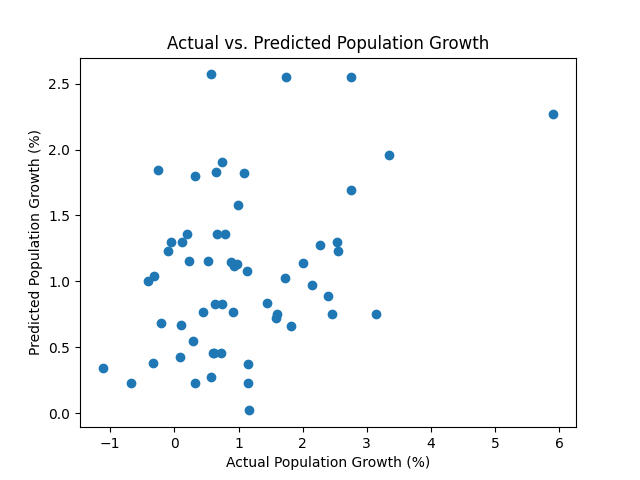 Actual vs. Predicted Population Growth
Predicted Population Growth (%)
2.5
2.0
1.5
1.0
0.5
0.0
−1 0 1 2 3 4 5 6
Actual Population Growth (%)